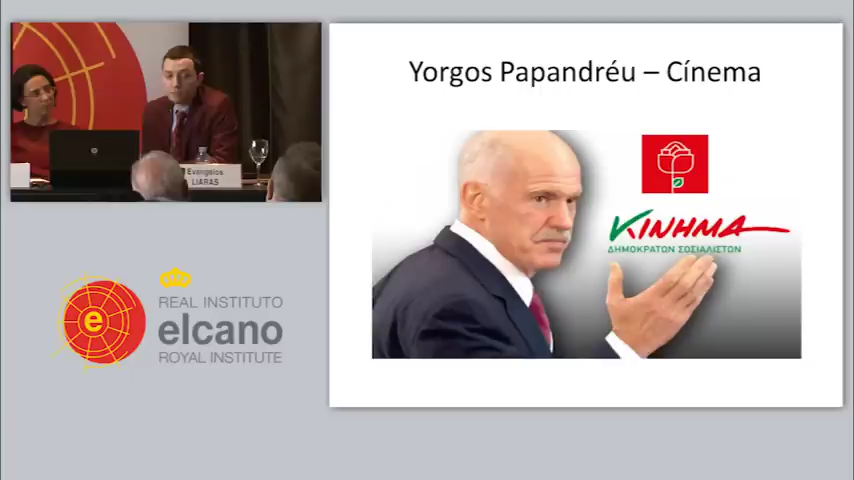 Evangelos
LIARAS
REAL INSTITUTO
elcano
ROYAL INSTITUTE
e
Yorgos Papandréu – Cínema
ΚΙΝΗΜΑ
ΔΗΜΟΚΡΑΤΩΝ ΣΟΣΙΑΛΙΣΤΩΝ